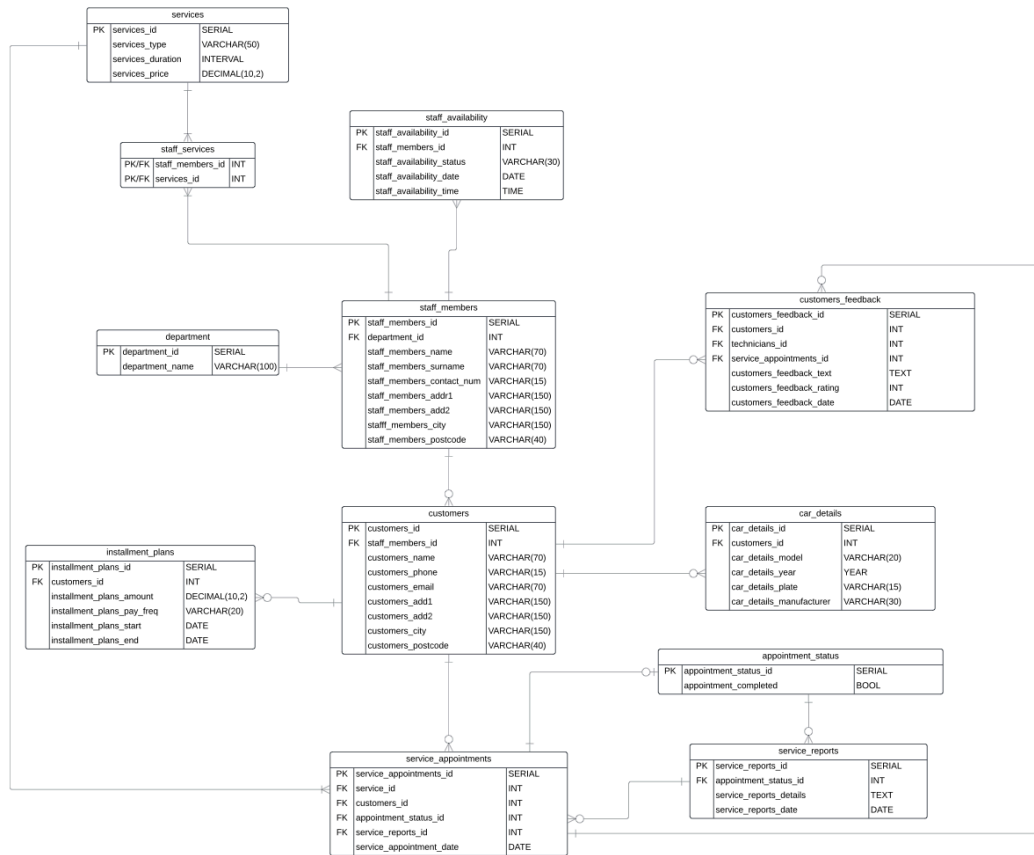 services
PK services_id SERIAL
services_type VARCHAR(50)
services_duration INTERVAL
services_price DECIMAL(10,2)
staff_availability
PK staff_availability_id SERIAL
FK staff_members_id INT
staff_availability_status VARCHAR(30)
staff_availability_date DATE
staff_availability_time TIME
staff_services
PK/FK staff_members_id INT
PK/FK services_id INT
staff_members
PK staff_members_id SERIAL
FK department_id INT
staff_members_name VARCHAR(70)
staff_members_surname VARCHAR(70)
staff_members_contact_num VARCHAR(15)
staff_members_addr1 VARCHAR(150)
staff_members_add2 VARCHAR(150)
stafff_members_city VARCHAR(150)
staff_members_postcode VARCHAR(40)
customers_feedback
PK customers_feedback_id SERIAL
FK customers_id INT
FK technicians_id INT
FK service_appointments_id INT
customers_feedback_text TEXT
customers_feedback_rating INT
customers_feedback_date DATE
department
PK department_id SERIAL
department_name VARCHAR(100)
customers
PK customers_id SERIAL
FK staff_members_id INT
customers_name VARCHAR(70)
customers_phone VARCHAR(15)
customers_email VARCHAR(70)
customers_add1 VARCHAR(150)
customers_add2 VARCHAR(150)
customers_city VARCHAR(150)
customers_postcode VARCHAR(40)
car_details
PK car_details_id SERIAL
FK customers_id INT
car_details_model VARCHAR(20)
car_details_year YEAR
car_details_plate VARCHAR(15)
car_details_manufacturer VARCHAR(30)
installment_plans
PK installment_plans_id SERIAL
FK customers_id INT
installment_plans_amount DECIMAL(10,2)
installment_plans_pay_freq VARCHAR(20)
installment_plans_start DATE
installment_plans_end DATE
appointment_status
PK appointment_status_id SERIAL
appointment_completed BOOL
service_appointments
PK service_appointments_id SERIAL
FK service_id INT
FK customers_id INT
FK appointment_status_id INT
FK service_reports_id INT
service_appointment_date DATE
service_reports
PK service_reports_id SERIAL
FK appointment_status_id INT
service_reports_details TEXT
service_reports_date DATE